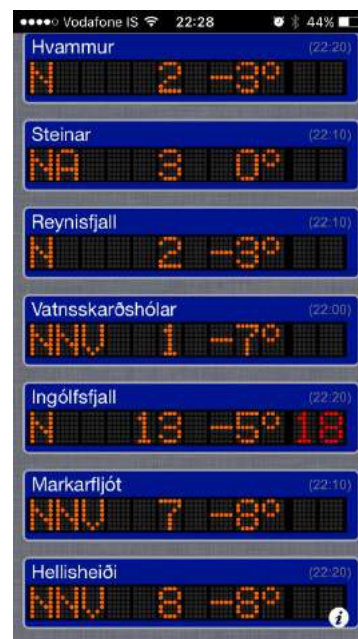 Vodafone IS 22:28 44%
Hvammur (22:20)
N 2 -3°
Steinar (22:10)
NA 3 0°
Reynisfjall (22:10)
N 2 -3°
Vatnsskarðshólar (22:00)
NNV 1 -7°
Ingólfsfjall (22:20)
N 13 -5° 18
Markarfljót (22:10)
NNV 7 -8°
Hellisheiði (22:20)
NNV 8 -8°
i